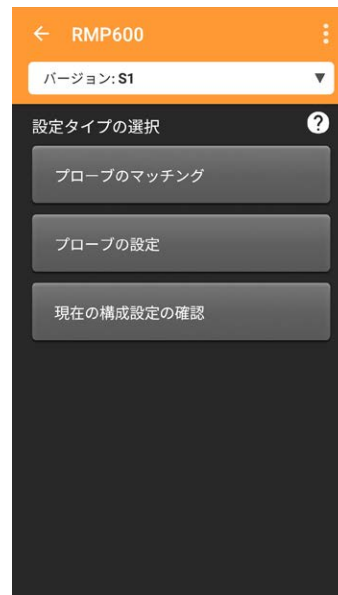 RMP600
バージョン: S1
設定タイプの選択
プローブのマッチング
プローブの設定
現在の構成設定の確認